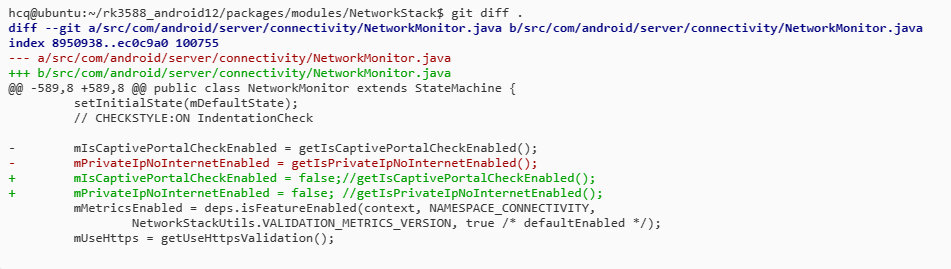 hcq@ubuntu:~/rk3588_android12/packages/modules/NetworkStack$ git diff .
diff --git a/src/com/android/server/connectivity/NetworkMonitor.java b/src/com/android/server/connectivity/NetworkMonitor.java
index 8950938..ec0c9a0 100755
--- a/src/com/android/server/connectivity/NetworkMonitor.java
+++ b/src/com/android/server/connectivity/NetworkMonitor.java
@@ -589,8 +589,8 @@ public class NetworkMonitor extends StateMachine {
         setInitialState(mDefaultState);
         // CHECKSTYLE:ON IndentationCheck

-        mIsCaptivePortalCheckEnabled = getIsCaptivePortalCheckEnabled();
-        mPrivateIpNoInternetEnabled = getIsPrivateIpNoInternetEnabled();
+        mIsCaptivePortalCheckEnabled = false;//getIsCaptivePortalCheckEnabled();
+        mPrivateIpNoInternetEnabled = false; //getIsPrivateIpNoInternetEnabled();
         mMetricsEnabled = deps.isFeatureEnabled(context, NAMESPACE_CONNECTIVITY,
                 NetworkStackUtils.VALIDATION_METRICS_VERSION, true /* defaultEnabled */);
         mUseHttps = getUseHttpsValidation();